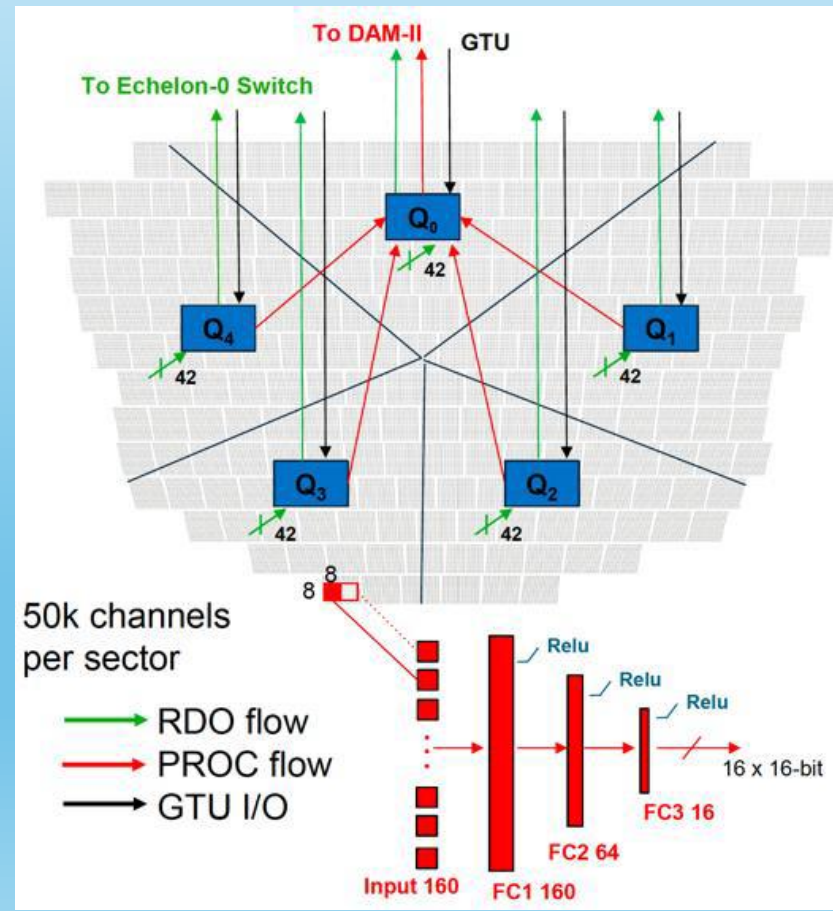 To DAM-II
GTU
To Echelon-0 Switch
Q₀
42
Q₄
42
Q₁
42
Q₃
42
Q₂
42
8
8
50k channels
per sector
RDO flow
PROC flow
GTU I/O
Relu
Relu
Relu
16 x 16-bit
FC3 16
FC2 64
Input 160
FC1 160